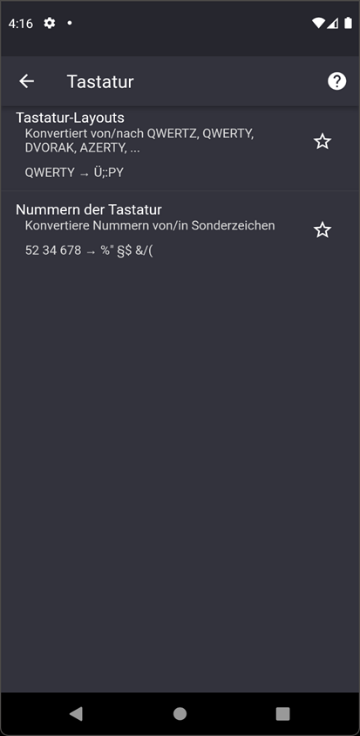 4:16
Tastatur
Tastatur-Layouts
Konvertiert von/nach QWERTZ, QWERTY,
DVORAK, AZERTY, ...
QWERTY → Ü;:PY
Nummern der Tastatur
Konvertiere Nummern von/in Sonderzeichen
52 34 678 → %" §$ &/(